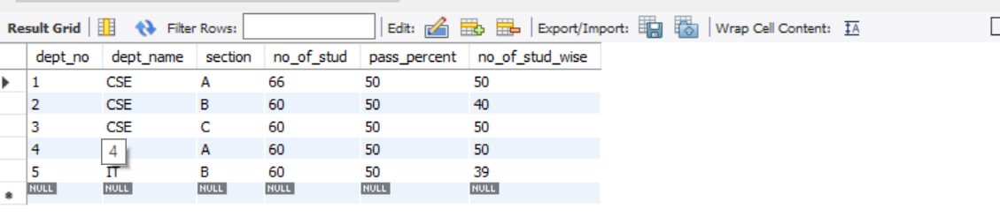 Result Grid Filter Rows: Edit: Export/Import: Wrap Cell Content: IA
dept_no dept_name section no_of_stud pass_percent no_of_stud_wise
1 CSE A 66 50 50
2 CSE B 60 50 40
3 CSE C 60 50 50
4 4 A 60 50 50
5 IT B 60 50 39
NULL NULL NULL NULL NULL NULL